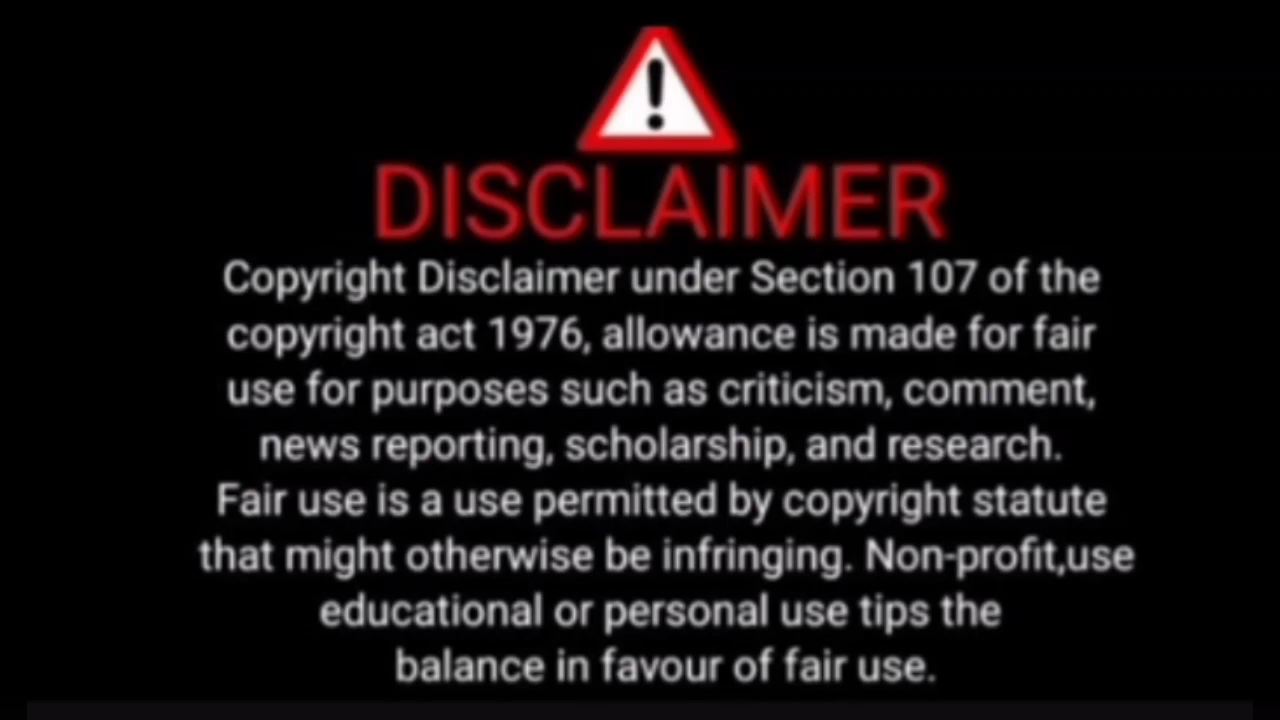 DISCLAIMER
Copyright Disclaimer under Section 107 of the
copyright act 1976, allowance is made for fair
use for purposes such as criticism, comment,
news reporting, scholarship, and research.
Fair use is a use permitted by copyright statute
that might otherwise be infringing. Non-profit,use
educational or personal use tips the
balance in favour of fair use.